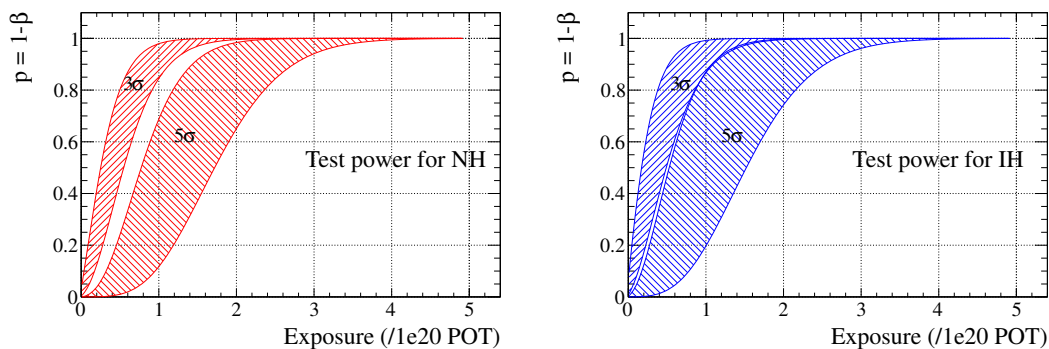 p = 1-β
1
0.8
0.6
0.4
0.2
0
3σ
5σ
Test power for NH
0 1 2 3 4 5
Exposure (/1e20 POT)
p = 1-β
1
0.8
0.6
0.4
0.2
0
3σ
5σ
Test power for IH
0 1 2 3 4 5
Exposure (/1e20 POT)